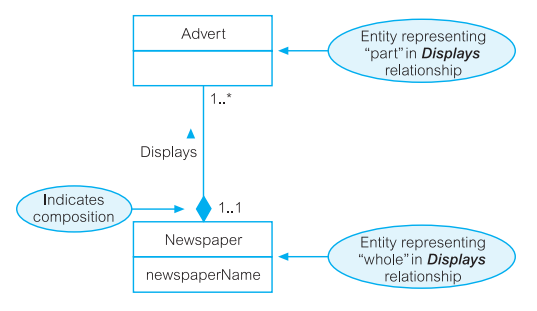 Advert
Entity representing
“part” in Displays
relationship
1..*
Displays
Indicates
composition
1..1
Newspaper
newspaperName
Entity representing
“whole” in Displays
relationship